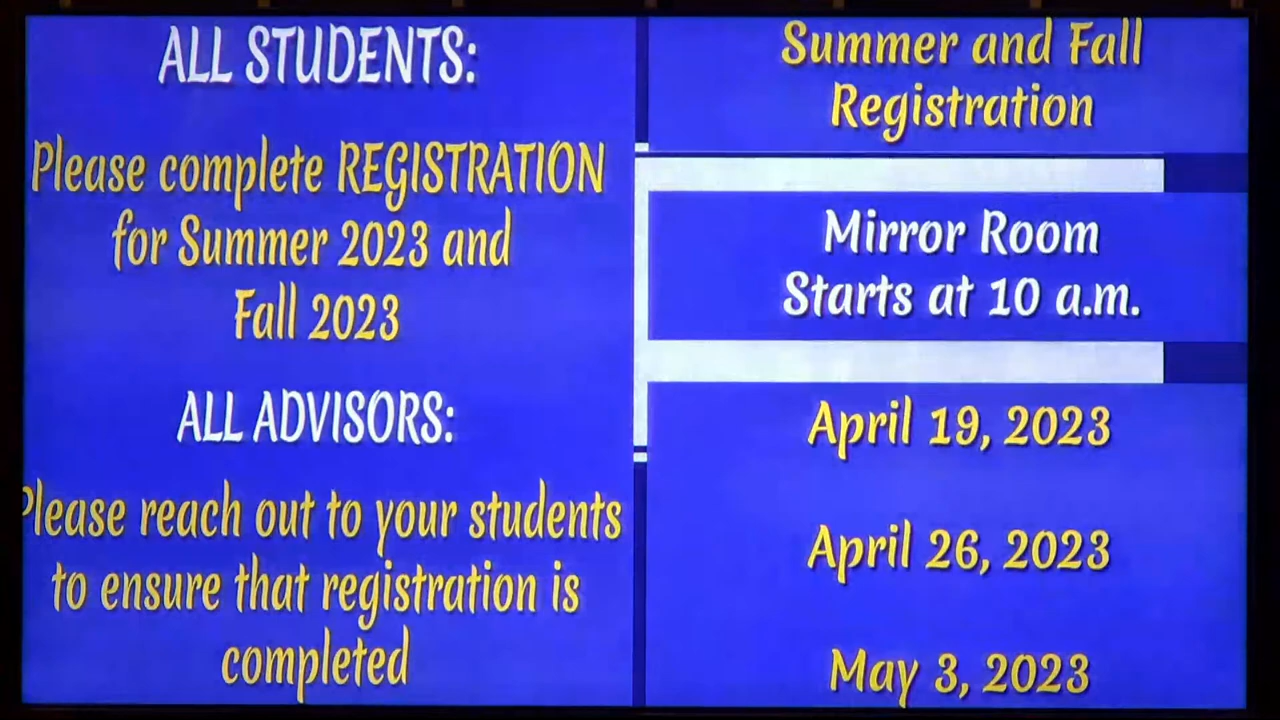 ALL STUDENTS:
Please complete REGISTRATION
for Summer 2023 and
Fall 2023
ALL ADVISORS:
Please reach out to your students
to ensure that registration is
completed
Summer and Fall
Registration
Mirror Room
Starts at 10 a.m.
April 19, 2023
April 26, 2023
May 3, 2023